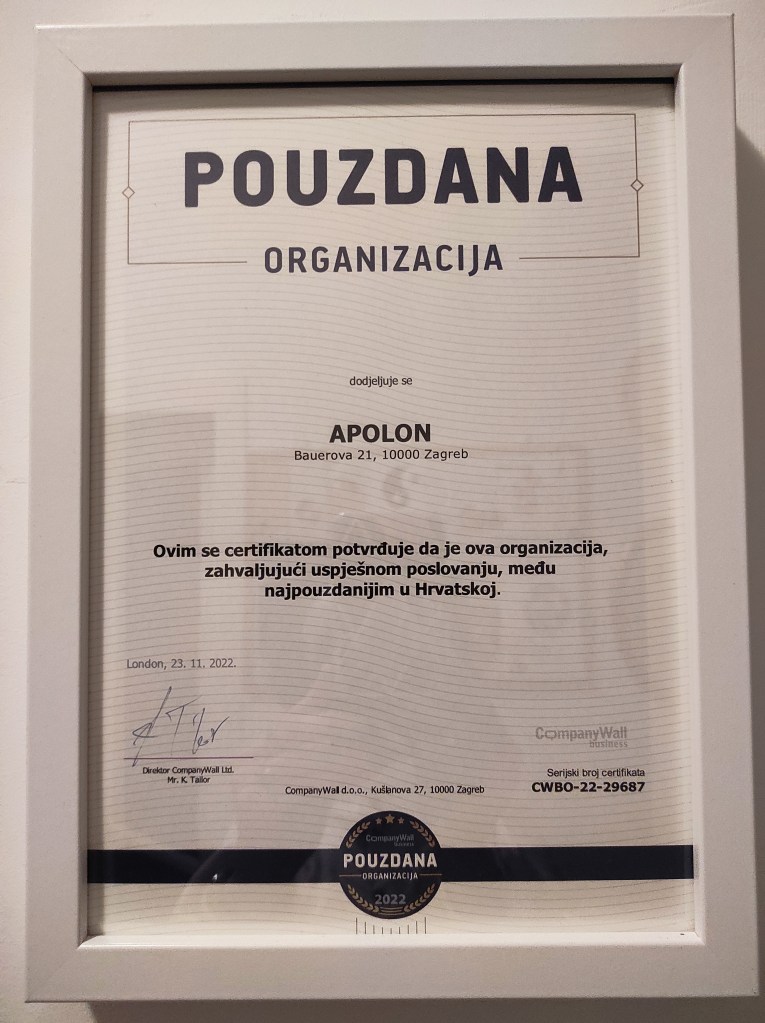 POUZDANA
ORGANIZACIJA
dodjeljuje se
APOLON
Bauerova 21, 10000 Zagreb
Ovim se certifikatom potvrđuje da je ova organizacija,
zahvaljujući uspješnom poslovanju, među
najpouzdanijim u Hrvatskoj.
London, 23. 11. 2022.
Direktor CompanyWall Ltd.
Mr. K. Tailor
CompanyWall d.o.o., Kušlanova 27, 10000 Zagreb
CompanyWall
Business
Serijski broj certifikata
CWBO-22-29687
CompanyWall
Business
POUZDANA
ORGANIZACIJA
2022